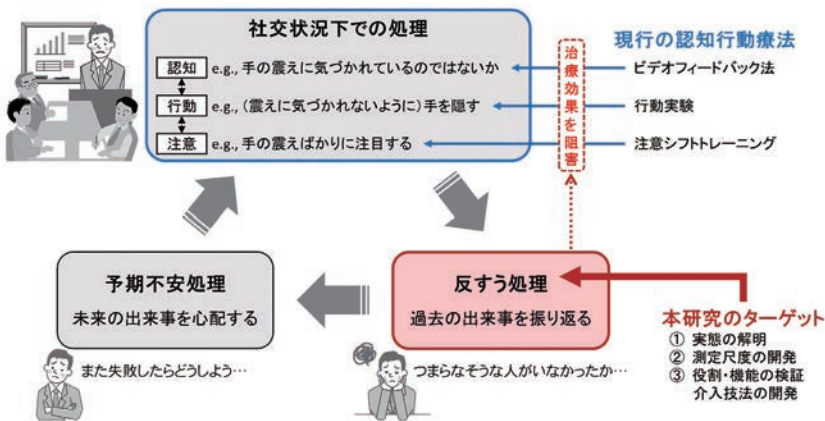 社交状況下での処理
認知 e.g., 手の震えに気づかれているのではないか
行動 e.g., (震えに気づかれないように)手を隠す
注意 e.g., 手の震えばかりに注目する
治療効果を阻害
現行の認知行動療法
ビデオフィードバック法
行動実験
注意シフトトレーニング
予期不安処理
未来の出来事を心配する
また失敗したらどうしよう…
反すう処理
過去の出来事を振り返る
つまらなそうな人がいなかったか…
本研究のターゲット
① 実態の解明
② 測定尺度の開発
③ 役割・機能の検証
介入技法の開発